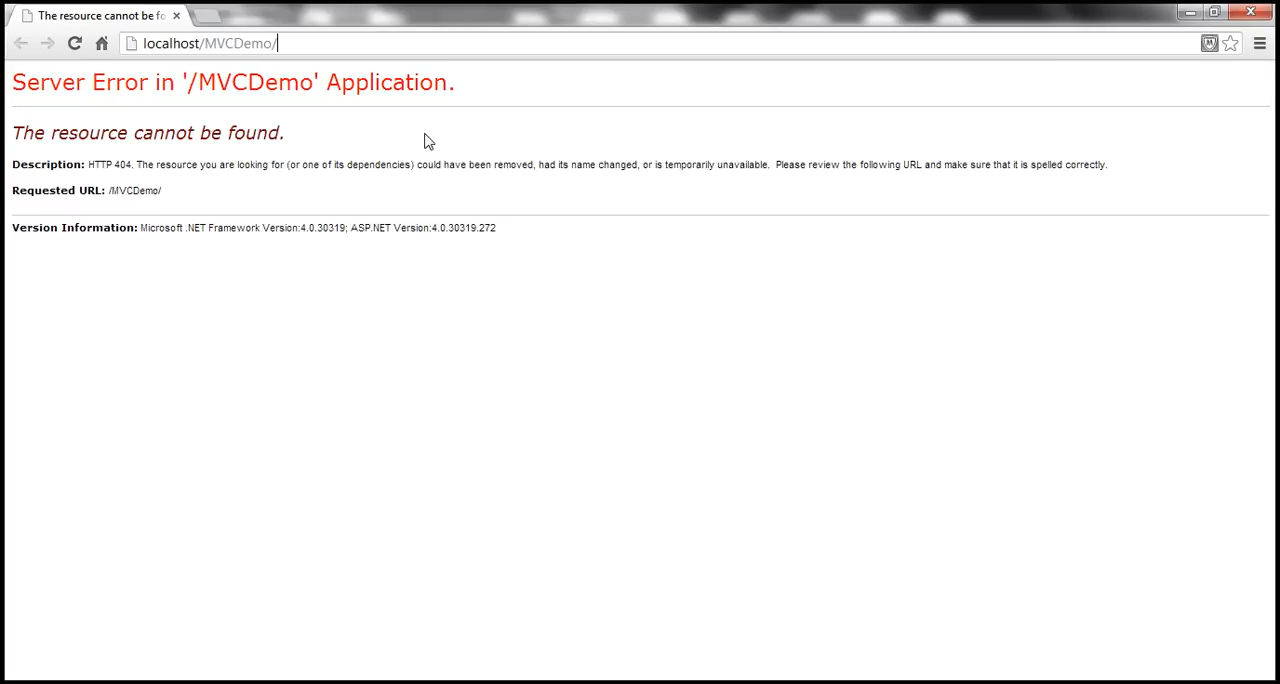 The resource cannot be fo
localhost/MVCDemo/
Server Error in '/MVCDemo' Application.
The resource cannot be found.
Description: HTTP 404. The resource you are looking for (or one of its dependencies) could have been removed, had its name changed, or is temporarily unavailable.  Please review the following URL and make sure that it is spelled correctly.
Requested URL: /MVCDemo/
Version Information: Microsoft .NET Framework Version:4.0.30319; ASP.NET Version:4.0.30319.272